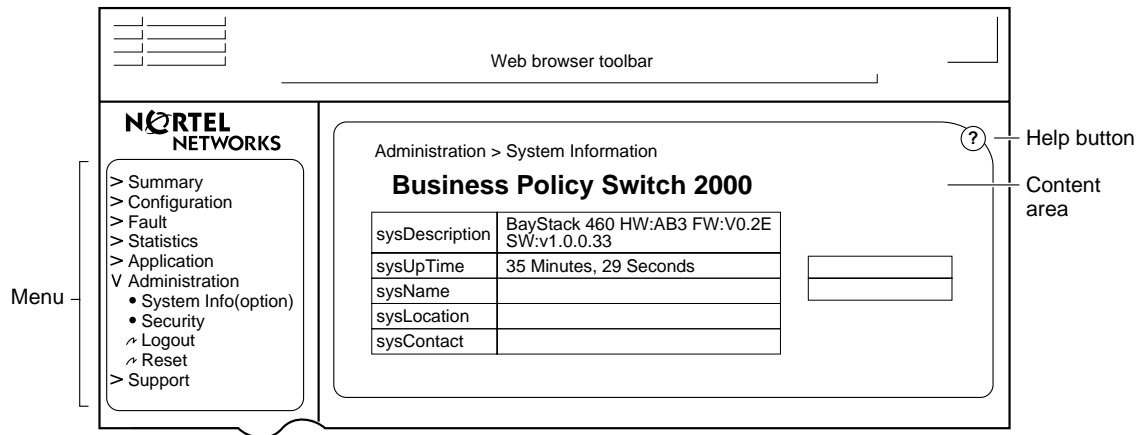 Web browser toolbar
NORTEL
NETWORKS
Menu
> Summary
> Configuration
> Fault
> Statistics
> Application
V Administration
• System Info(option)
• Security
Logout
Reset
> Support
Administration > System Information
?
Help button
Business Policy Switch 2000
Content
area
sysDescription BayStack 460 HW:AB3 FW:V0.2E
SW:v1.0.0.33
sysUpTime 35 Minutes, 29 Seconds
sysName
sysLocation
sysContact